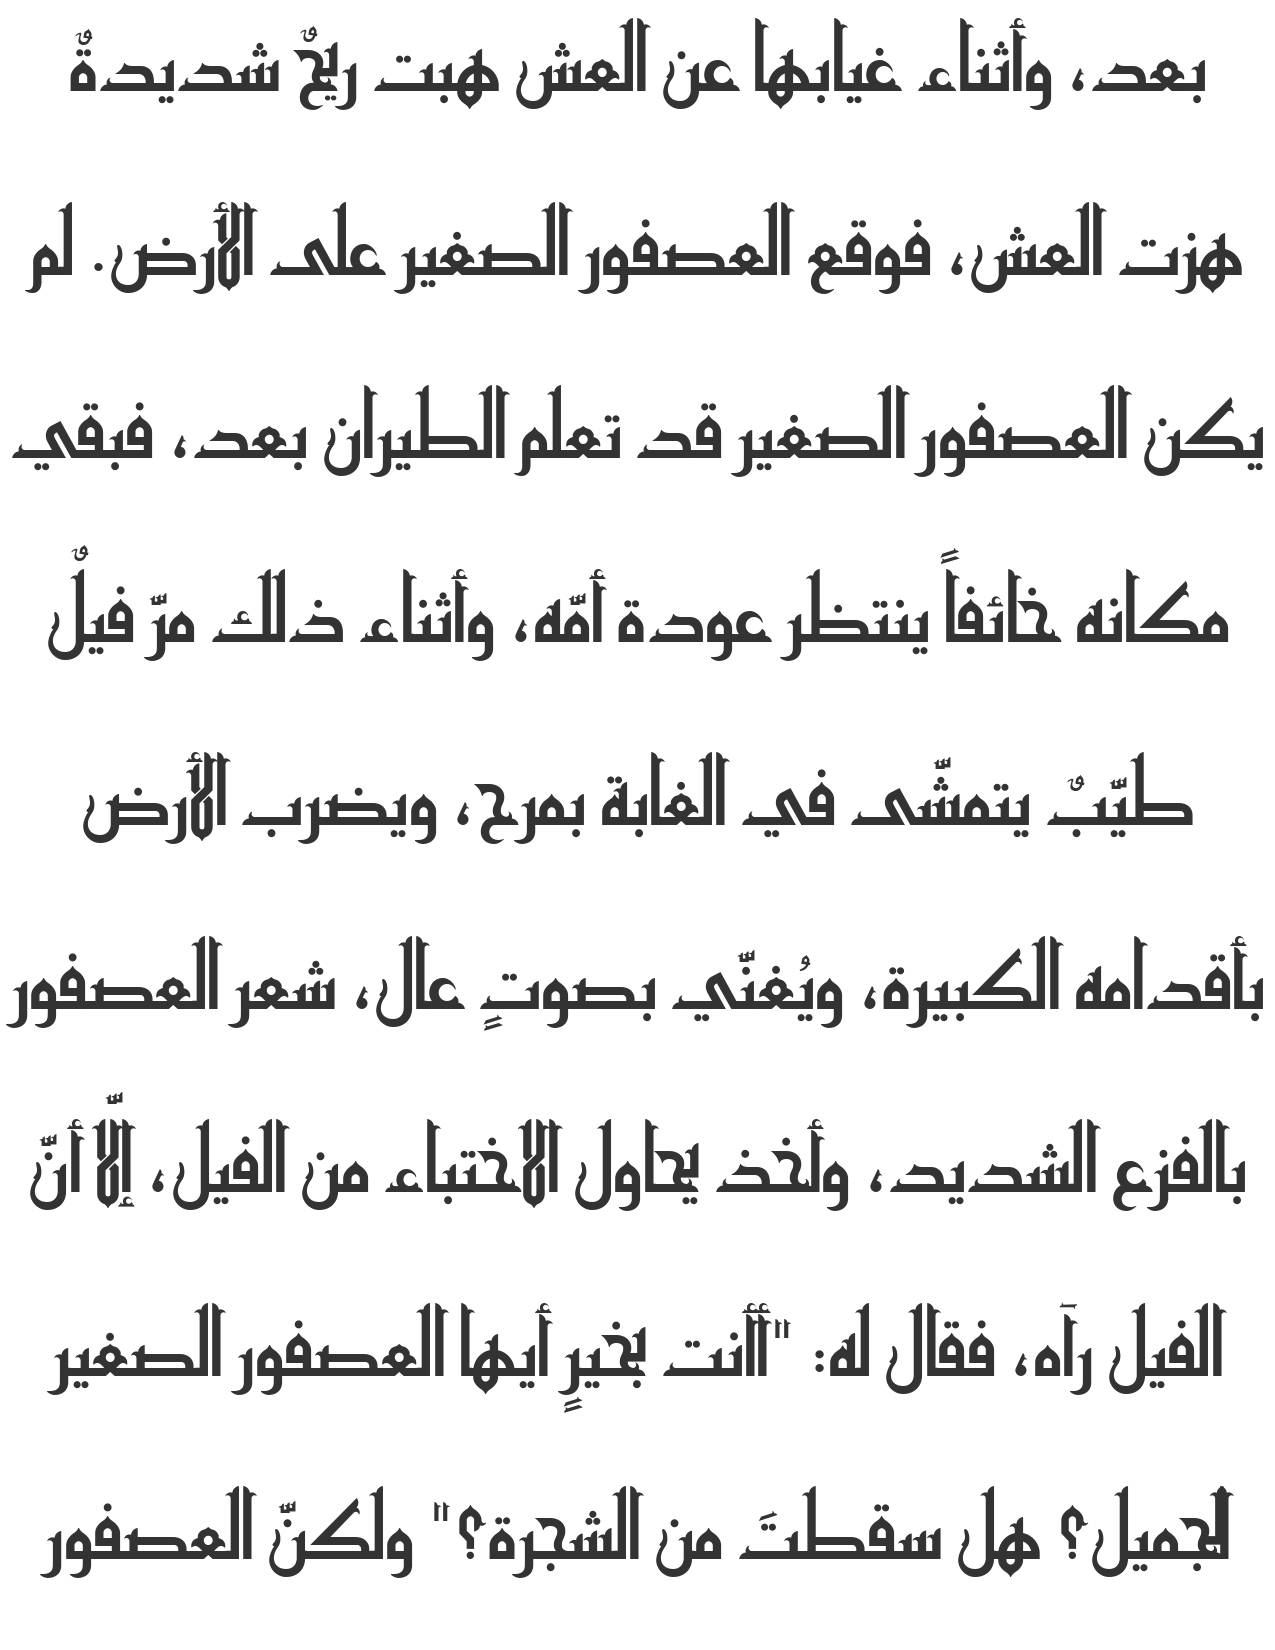 بعد، وأثناء غيابها عن العش هبت ريحٌ شديدةٌ
هزت العش، فوقع العصفور الصغير على الأرض. لم
يكن العصفور الصغير قد تعلم الطيران بعد، فبقي
مكانه خائفاً ينتظر عودة أمّه، وأثناء ذلك مرّ فيلٌ
طيّبٌ يتمشّى في الغابة بمرح، ويضرب الأرض
بأقدامه الكبيرة، ويُغنّي بصوتٍ عال، شعر العصفور
بالفزع الشديد، وأخذ يحاول الاختباء من الفيل، إلّا أنّ
الفيل رآه، فقال له: "أأنت بخيرٍ أيها العصفور الصغير
الجميل؟ هل سقطتَ من الشجرة؟" ولكنّ العصفور